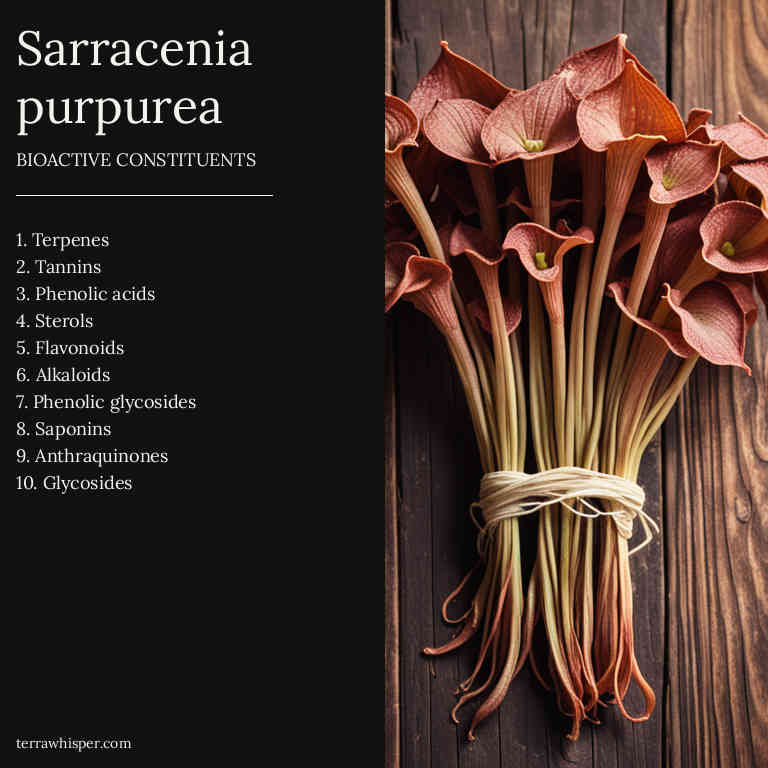 Sarracenia
purpurea
BIOACTIVE CONSTITUENTS
1. Terpenes
2. Tannins
3. Phenolic acids
4. Sterols
5. Flavonoids
6. Alkaloids
7. Phenolic glycosides
8. Saponins
9. Anthraquinones
10. Glycosides
terrawhisper.com